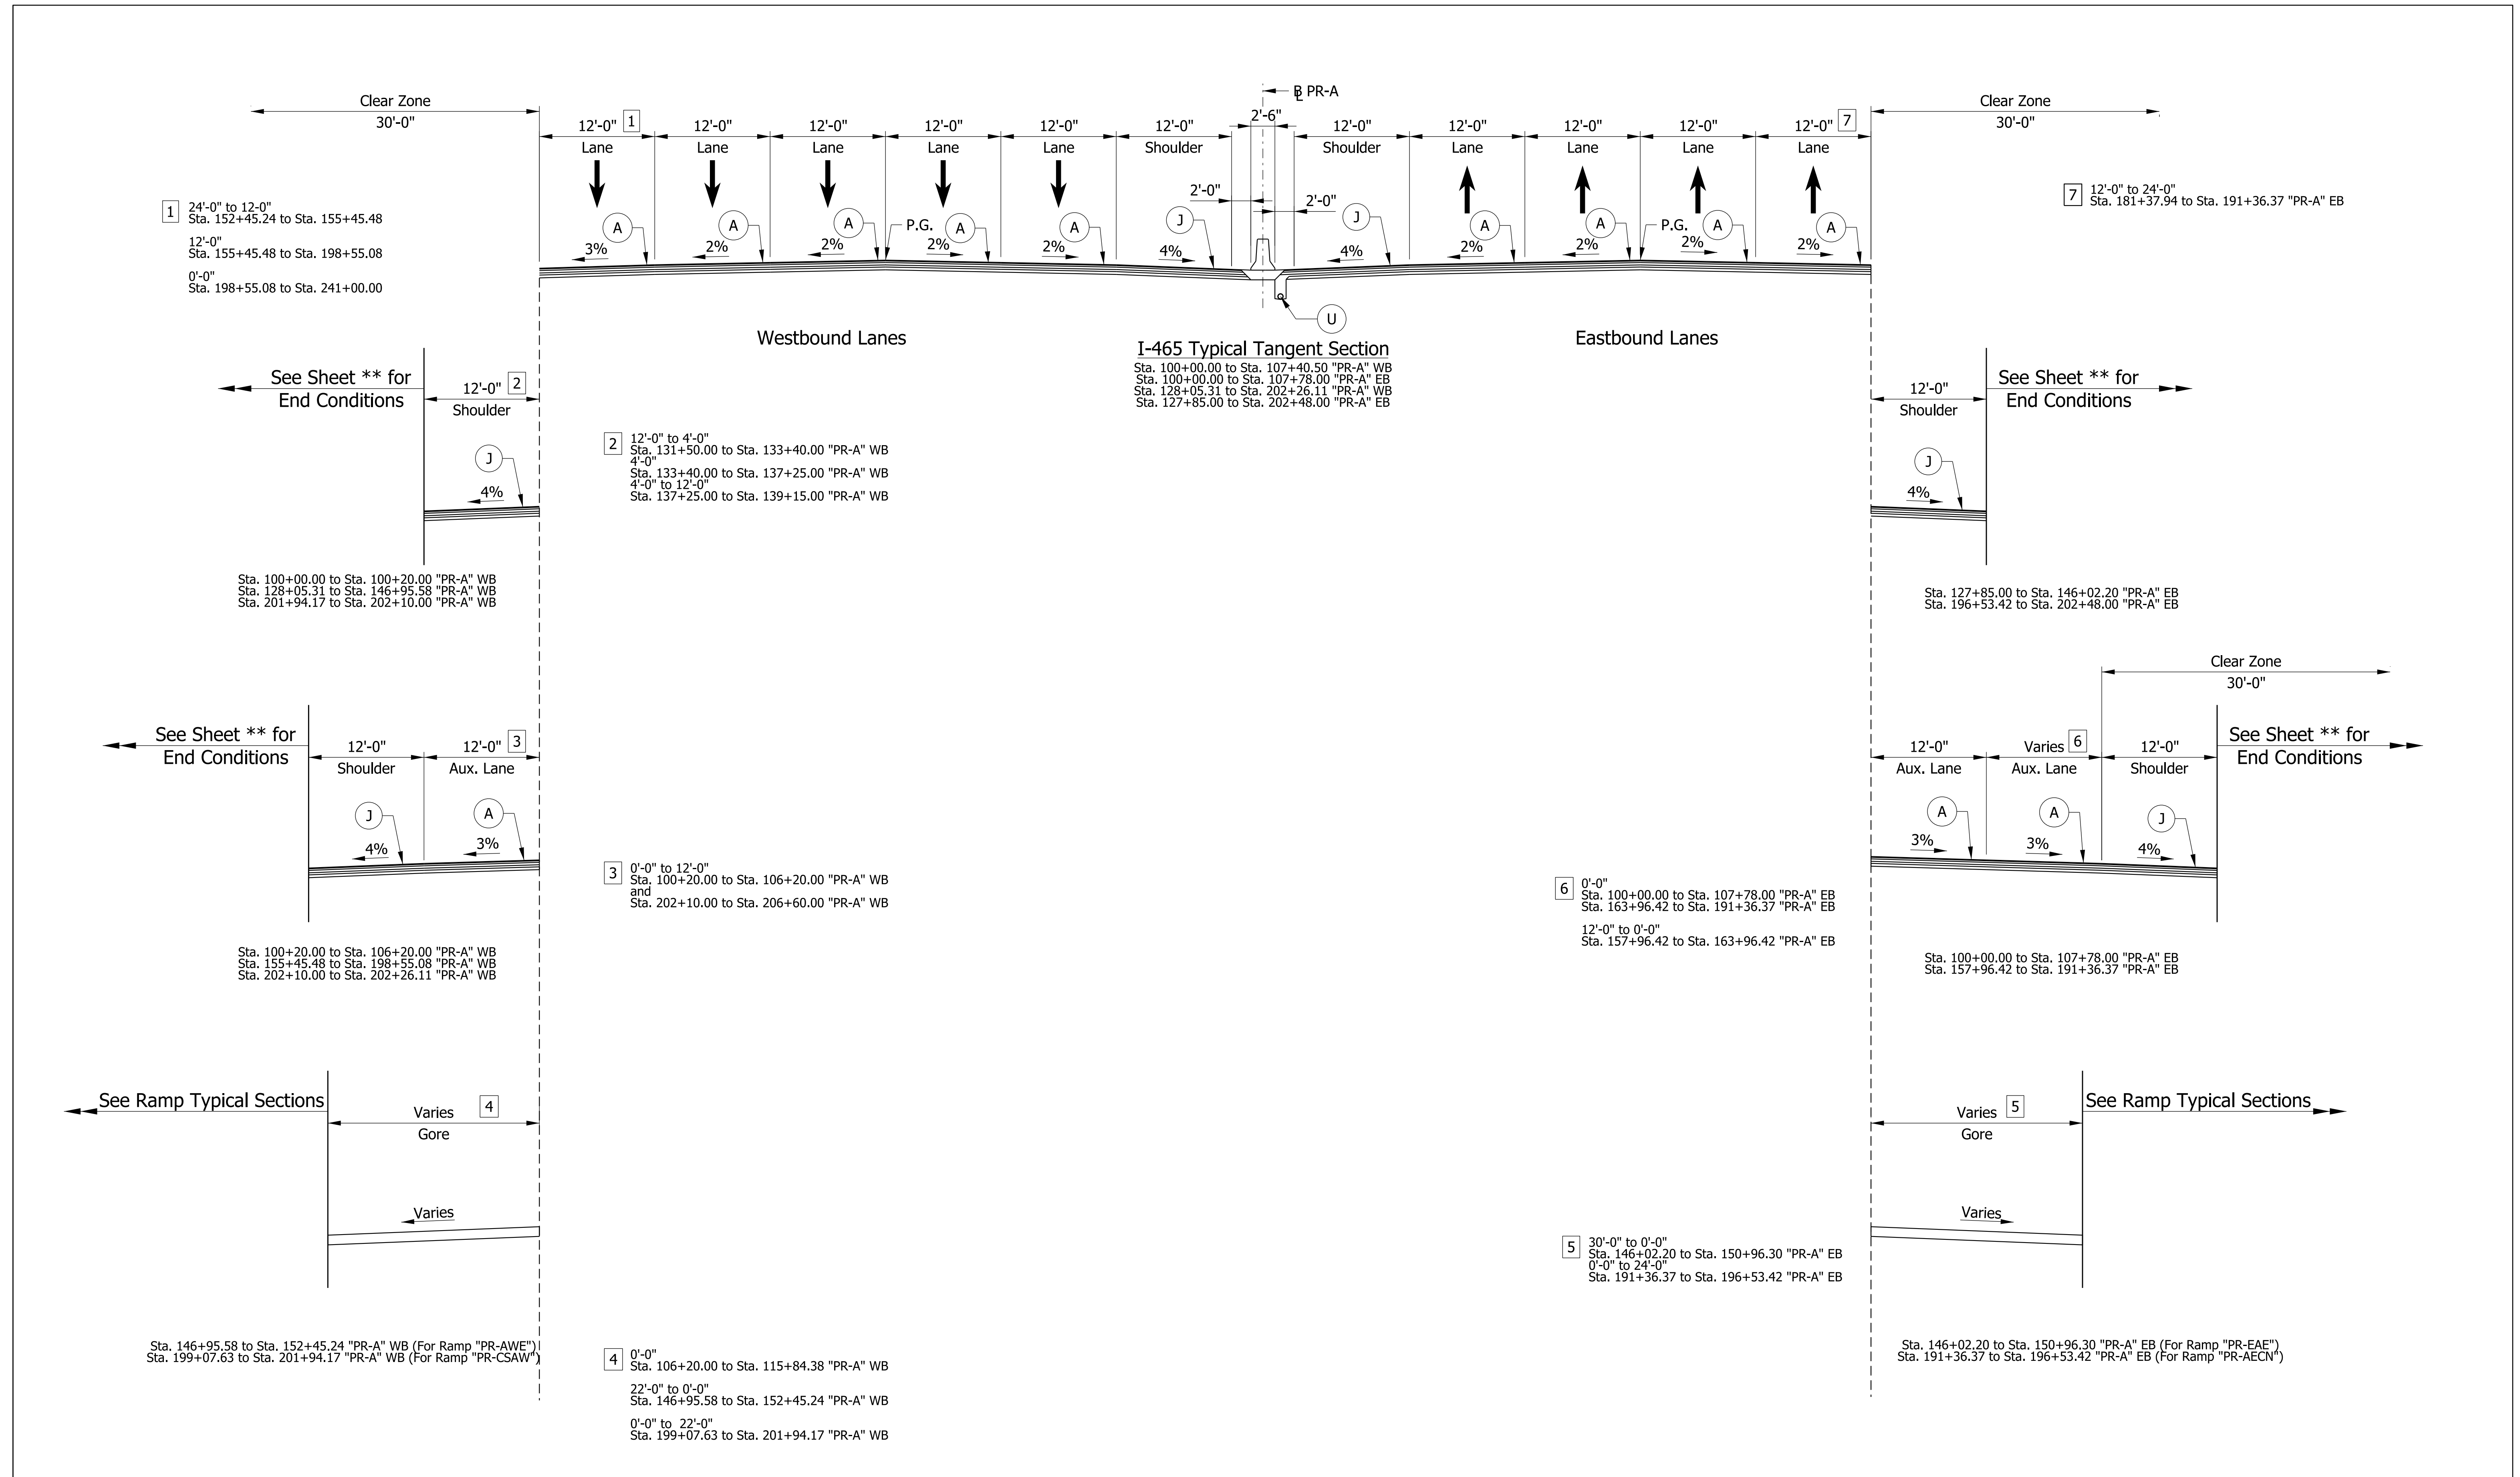 Clear Zone
30'-0"
12'-0" 1
Lane
12'-0"
Lane
12'-0"
Lane
12'-0"
Lane
12'-0"
Lane
12'-0"
Shoulder
2'-6"
BL PR-A
12'-0"
Shoulder
12'-0"
Lane
12'-0"
Lane
12'-0"
Lane
12'-0" 7
Lane
Clear Zone
30'-0"
1 24'-0" to 12-0"
Sta. 152+45.24 to Sta. 155+45.48
12'-0"
Sta. 155+45.48 to Sta. 198+55.08
0'-0"
Sta. 198+55.08 to Sta. 241+00.00
A
3%
A
2%
A
2%
P.G.
A
2%
A
2%
J
4%
2'-0"
2'-0"
J
4%
A
2%
A
2%
P.G.
A
2%
A
2%
U
7 12'-0" to 24'-0"
Sta. 181+37.94 to Sta. 191+36.37 "PR-A" EB
Westbound Lanes
I-465 Typical Tangent Section
Sta. 100+00.00 to Sta. 107+40.50 "PR-A" WB
Sta. 100+00.00 to Sta. 107+78.00 "PR-A" EB
Sta. 128+05.31 to Sta. 202+26.11 "PR-A" WB
Sta. 127+85.00 to Sta. 202+48.00 "PR-A" EB
Eastbound Lanes
See Sheet ** for
End Conditions
12'-0" 2
Shoulder
J
4%
2 12'-0" to 4'-0"
Sta. 131+50.00 to Sta. 133+40.00 "PR-A" WB
4'-0"
Sta. 133+40.00 to Sta. 137+25.00 "PR-A" WB
4'-0" to 12'-0"
Sta. 137+25.00 to Sta. 139+15.00 "PR-A" WB
12'-0"
Shoulder
See Sheet ** for
End Conditions
J
4%
Sta. 100+00.00 to Sta. 100+20.00 "PR-A" WB
Sta. 128+05.31 to Sta. 146+95.58 "PR-A" WB
Sta. 201+94.17 to Sta. 202+10.00 "PR-A" WB
Sta. 127+85.00 to Sta. 146+02.20 "PR-A" EB
Sta. 196+53.42 to Sta. 202+48.00 "PR-A" EB
See Sheet ** for
End Conditions
12'-0"
Shoulder
12'-0" 3
Aux. Lane
J
4%
A
3%
3 0'-0" to 12'-0"
Sta. 100+20.00 to Sta. 106+20.00 "PR-A" WB
and
Sta. 202+10.00 to Sta. 206+60.00 "PR-A" WB
Clear Zone
30'-0"
12'-0"
Aux. Lane
Varies 6
Aux. Lane
12'-0"
Shoulder
See Sheet ** for
End Conditions
A
3%
A
3%
J
4%
6 0'-0"
Sta. 100+00.00 to Sta. 107+78.00 "PR-A" EB
Sta. 163+96.42 to Sta. 191+36.37 "PR-A" EB
12'-0" to 0'-0"
Sta. 157+96.42 to Sta. 163+96.42 "PR-A" EB
Sta. 100+20.00 to Sta. 106+20.00 "PR-A" WB
Sta. 155+45.48 to Sta. 198+55.08 "PR-A" WB
Sta. 202+10.00 to Sta. 202+26.11 "PR-A" WB
Sta. 100+00.00 to Sta. 107+78.00 "PR-A" EB
Sta. 157+96.42 to Sta. 191+36.37 "PR-A" EB
See Ramp Typical Sections
Varies 4
Gore
Varies
Varies 5
Gore
See Ramp Typical Sections
Varies
5 30'-0" to 0'-0"
Sta. 146+02.20 to Sta. 150+96.30 "PR-A" EB
0'-0" to 24'-0"
Sta. 191+36.37 to Sta. 196+53.42 "PR-A" EB
Sta. 146+95.58 to Sta. 152+45.24 "PR-A" WB (For Ramp "PR-AWE")
Sta. 199+07.63 to Sta. 201+94.17 "PR-A" WB (For Ramp "PR-CSAW")
4 0'-0"
Sta. 106+20.00 to Sta. 115+84.38 "PR-A" WB
22'-0" to 0'-0"
Sta. 146+95.58 to Sta. 152+45.24 "PR-A" WB
0'-0" to 22'-0"
Sta. 199+07.63 to Sta. 201+94.17 "PR-A" WB
Sta. 146+02.20 to Sta. 150+96.30 "PR-A" EB (For Ramp "PR-EAE")
Sta. 191+36.37 to Sta. 196+53.42 "PR-A" EB (For Ramp "PR-AECN")